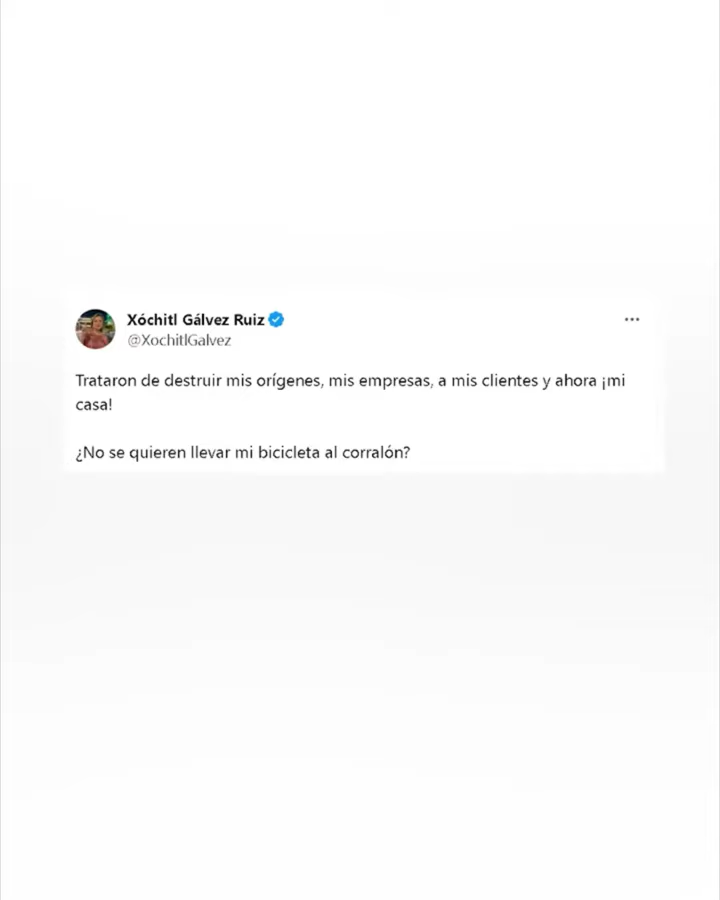 Xóchitl Gálvez Ruiz
@XochitlGalvez
Trataron de destruir mis orígenes, mis empresas, a mis clientes y ahora ¡mi
casa!
¿No se quieren llevar mi bicicleta al corralón?